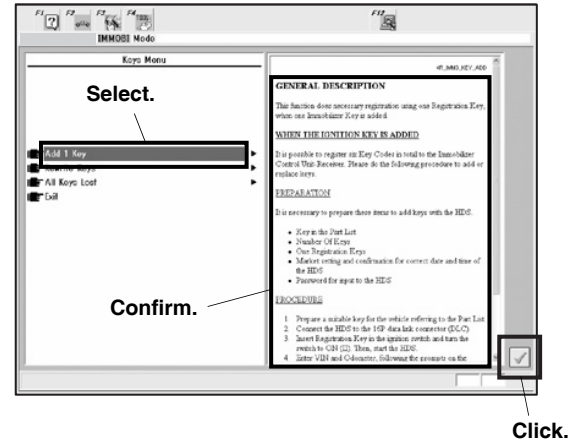 F1 F2 F3 F4 F12
IMMOBI Mode
Keys Menu
Select.
Add 1 Key
All Keys Lost
Exit
Confirm.
GENERAL DESCRIPTION
This function does necessary registration using one Registration Key,
when one Immobilizer Key is added.
WHEN THE IGNITION KEY IS ADDED
It is possible to register six Key Codes in total to the Immobilizer
Control Unit-Receiver. Please do the following procedure to add or
replace keys.
PREPARATION
It is necessary to prepare these items to add keys with the HDS.
• Key in the Part List
• Number Of Keys
• One Registration Keys
• Market setting and confirmation for correct date and time of
the HDS
• Password for input to the HDS
PROCEDURE
1 Prepare a suitable key for the vehicle referring to the Part List
2 Connect the HDS to the 16P data link connector (DLC)
3 Insert Registration Key in the ignition switch and turn the
switch to ON (II). Then, start the HDS.
4 Enter VIN and Odometer, following the prompts on the
Click.